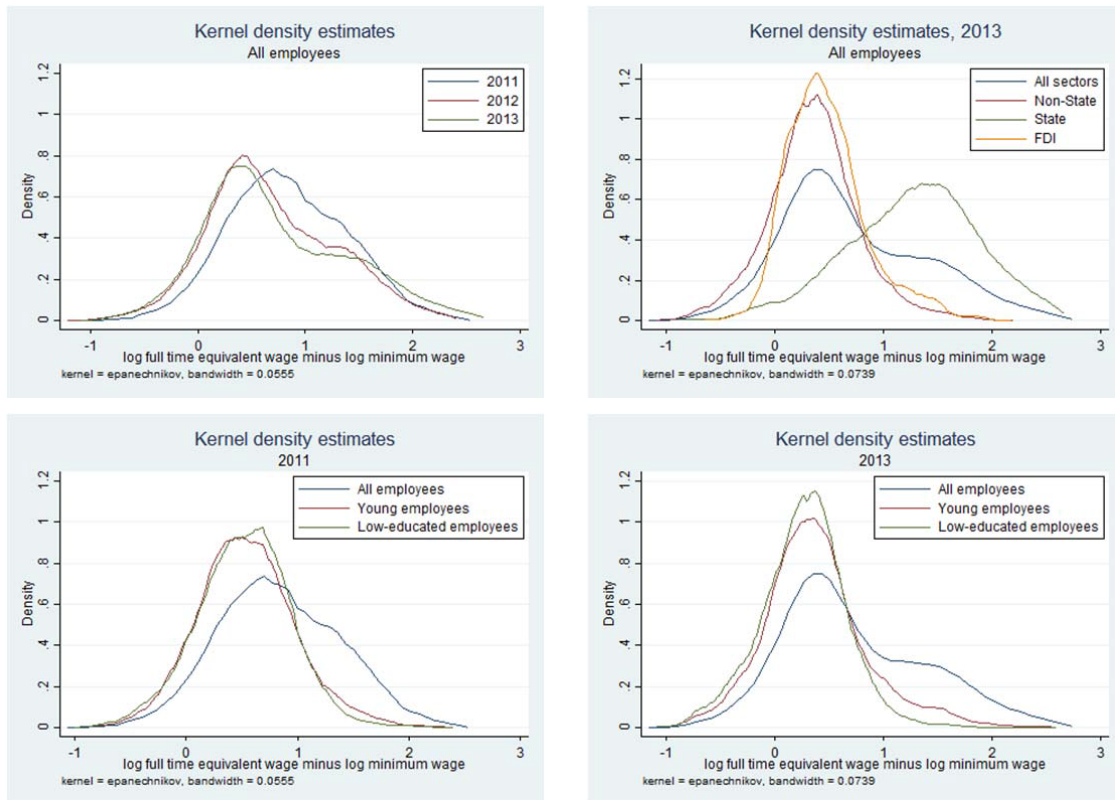 Kernel density estimates
All employees
2011
2012
2013
Density
0 .2 .4 .6 .8 1 1.2
-1 0 1 2 3
log full time equivalent wage minus log minimum wage
kernel = epanechnikov, bandwidth = 0.0555
Kernel density estimates, 2013
All employees
All sectors
Non-State
State
FDI
Density
0 .2 .4 .6 .8 1 1.2
-1 0 1 2 3
log full time equivalent wage minus log minimum wage
kernel = epanechnikov, bandwidth = 0.0739
Kernel density estimates
2011
All employees
Young employees
Low-educated employees
Density
0 .2 .4 .6 .8 1 1.2
-1 0 1 2 3
log full time equivalent wage minus log minimum wage
kernel = epanechnikov, bandwidth = 0.0555
Kernel density estimates
2013
All employees
Young employees
Low-educated employees
Density
0 .2 .4 .6 .8 1 1.2
-1 0 1 2 3
log full time equivalent wage minus log minimum wage
kernel = epanechnikov, bandwidth = 0.0739